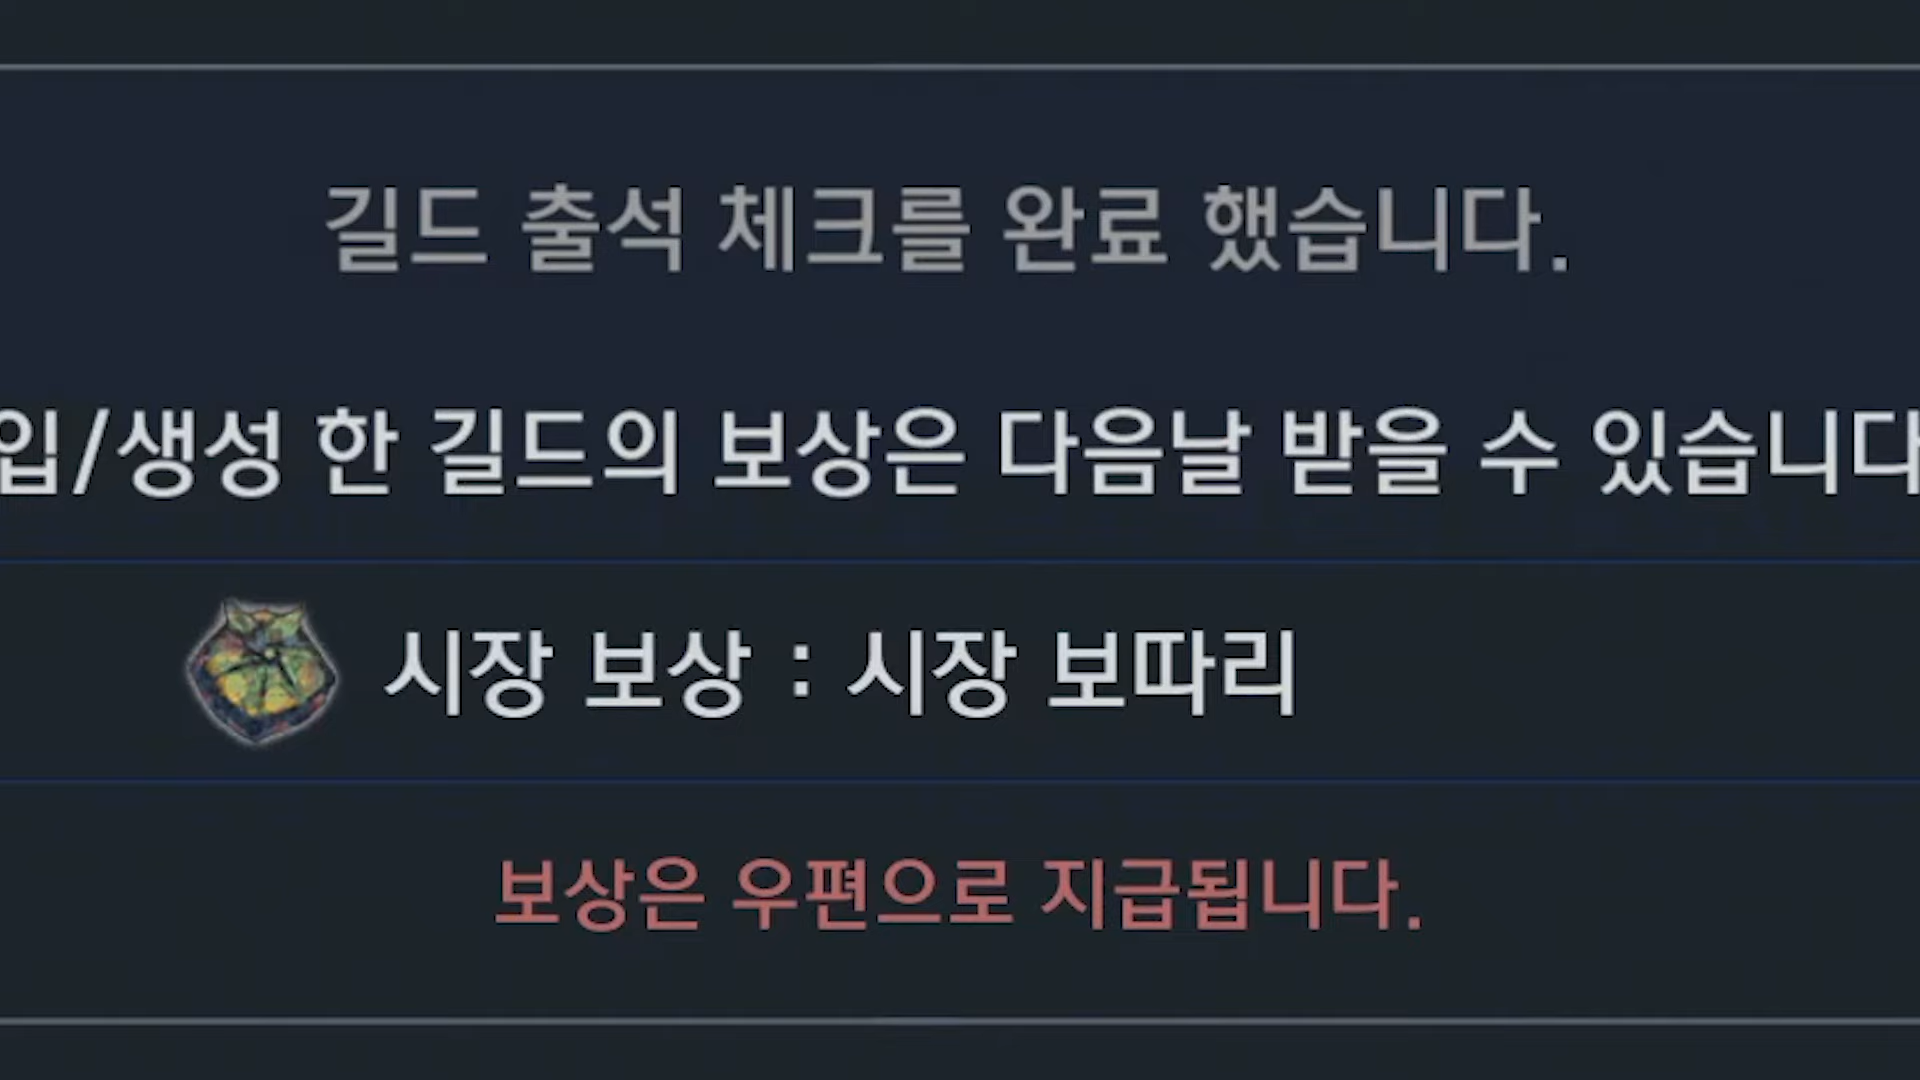 길드 출석 체크를 완료 했습니다.
입/생성 한 길드의 보상은 다음날 받을 수 있습니다
시장 보상 : 시장 보따리
보상은 우편으로 지급됩니다.